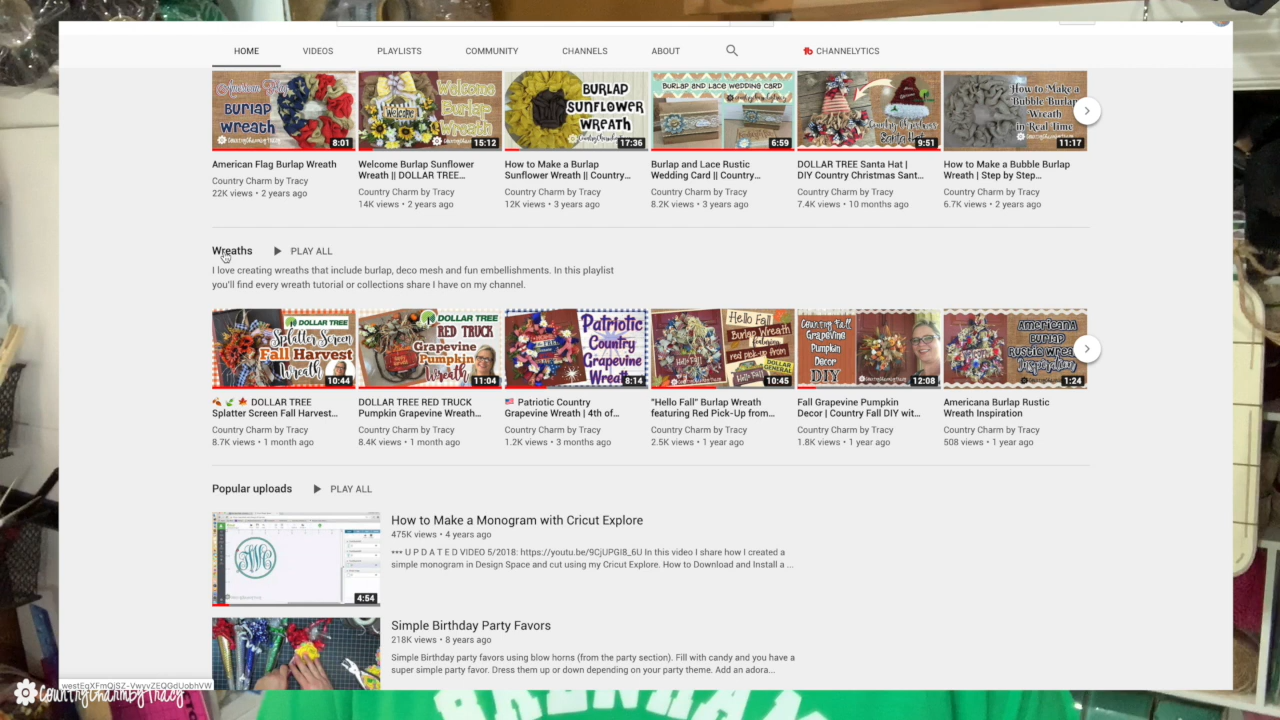 HOME
VIDEOS
PLAYLISTS
COMMUNITY
CHANNELS
ABOUT
CHANNELYTICS
American Flag
BURLAP
WREATH
8:01
Welcome
Burlap
Wreath
Welcome
15:12
BURLAP
SUNFLOWER
WREATH
17:36
BURLAP AND LACE WEDDING CARD
6:59
Country Christmas
Santa
9:51
How to Make a
Bubble Burlap
Wreath
in Real Time
11:17
American Flag Burlap Wreath
Country Charm by Tracy
22K views • 2 years ago
Welcome Burlap Sunflower
Wreath || DOLLAR TREE...
Country Charm by Tracy
14K views • 2 years ago
How to Make a Burlap
Sunflower Wreath || Country...
Country Charm by Tracy
12K views • 3 years ago
Burlap and Lace Rustic
Wedding Card || Country...
Country Charm by Tracy
8.2K views • 3 years ago
DOLLAR TREE Santa Hat |
DIY Country Christmas Sant...
Country Charm by Tracy
7.4K views • 10 months ago
How to Make a Bubble Burlap
Wreath | Step by Step...
Country Charm by Tracy
6.7K views • 2 years ago
Wreaths
PLAY ALL
I love creating wreaths that include burlap, deco mesh and fun embellishments. In this playlist
you'll find every wreath tutorial or collections share I have on my channel.
DOLLAR TREE
Splatter Screen
Fall Harvest
Wreath
10:44
DOLLAR TREE
RED TRUCK
Grapevine
Pumpkin
Wreath
11:04
Patriotic
Country
Grapevine
Wreath
8:14
Hello Fall
Burlap Wreath
featuring
red pick-up from
DOLLAR
GENERAL
Hello Fall
10:45
Country Fall
Grapevine
Pumpkin
Decor
DIY
12:08
Americana
Burlap
Rustic Wreath
Inspiration
1:24
DOLLAR TREE
Splatter Screen Fall Harvest...
Country Charm by Tracy
8.7K views • 1 month ago
DOLLAR TREE RED TRUCK
Pumpkin Grapevine Wreath...
Country Charm by Tracy
8.4K views • 1 month ago
Patriotic Country
Grapevine Wreath | 4th of...
Country Charm by Tracy
1.2K views • 3 months ago
"Hello Fall" Burlap Wreath
featuring Red Pick-Up from...
Country Charm by Tracy
2.5K views • 1 year ago
Fall Grapevine Pumpkin
Decor | Country Fall DIY wit...
Country Charm by Tracy
1.8K views • 1 year ago
Americana Burlap Rustic
Wreath Inspiration
Country Charm by Tracy
508 views • 1 year ago
Popular uploads
PLAY ALL
4:54
How to Make a Monogram with Cricut Explore
475K views • 4 years ago
*** U P D A T E D VIDEO 5/2018: https://youtu.be/9CjUPGI8_6U In this video I share how I created a
simple monogram in Design Space and cut using my Cricut Explore. How to Download and Install a ...
Simple Birthday Party Favors
218K views • 8 years ago
Simple Birthday party favors using blow horns (from the party section). Fill with candy and you have a
super simple party favor. Dress them up or down depending on your party theme. Add an adora...
westEgXFmQjSZ-VwyvZEQGdUobhVW
CountryCharmbyTracy